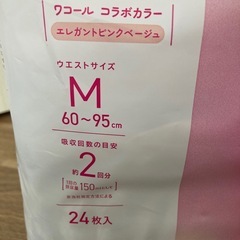 ワコール コラボカラー
エレガントピンクベージュ
ウエストサイズ
M
60～95cm
吸収回数の目安
約2回分
150
24枚入